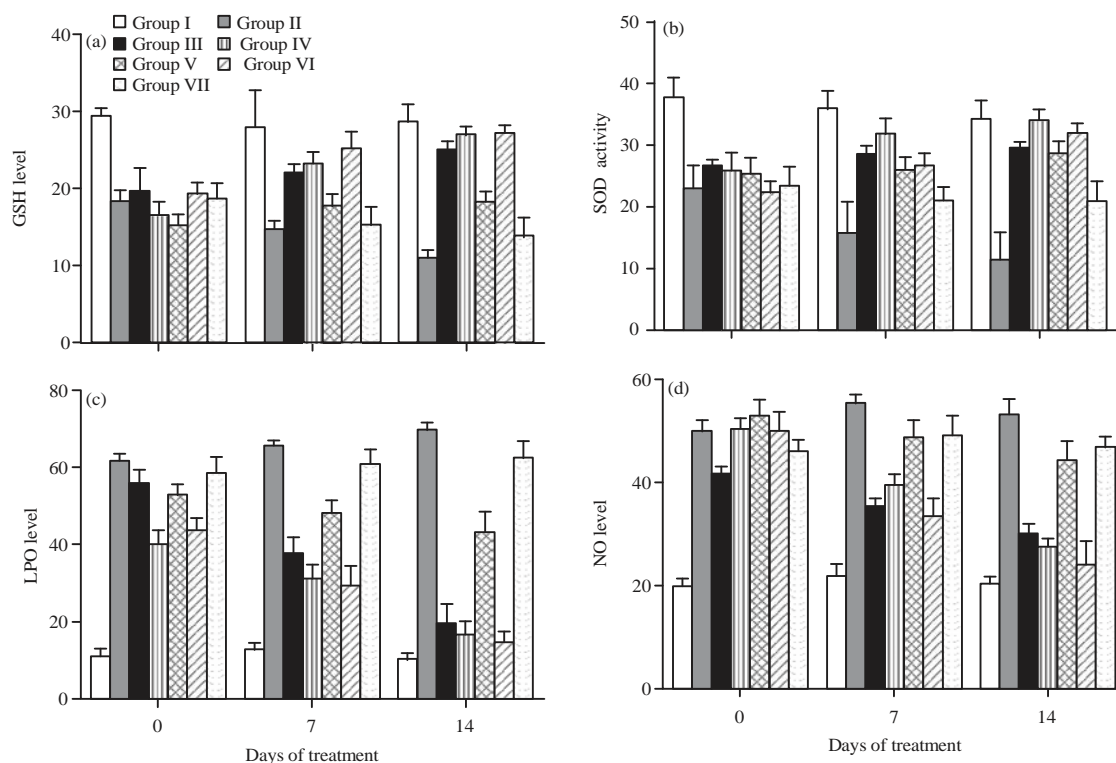 (a)
Group I
Group II
Group III
Group IV
Group V
Group VI
Group VII
GSH level
40
30
20
10
0
(b)
SOD activity
50
40
30
20
10
0
(c)
LPO level
80
60
40
20
0
0 7 14
Days of treatment
(d)
NO level
60
40
20
0
0 7 14
Days of treatment